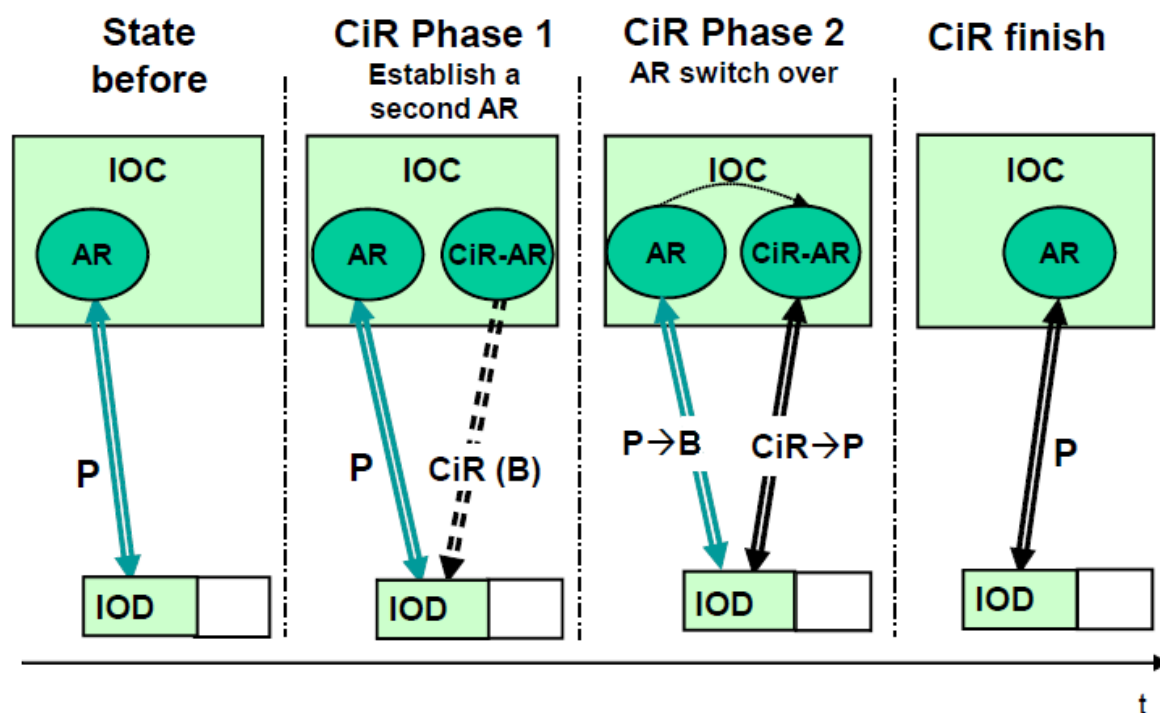 State
before
CiR Phase 1
Establish a
second AR
CiR Phase 2
AR switch over
CiR finish
IOC
AR
P
IOD
IOC
AR
CiR-AR
P
CiR (B)
IOD
IOC
AR
CiR-AR
P→B
CiR→P
IOD
IOC
AR
P
IOD
t